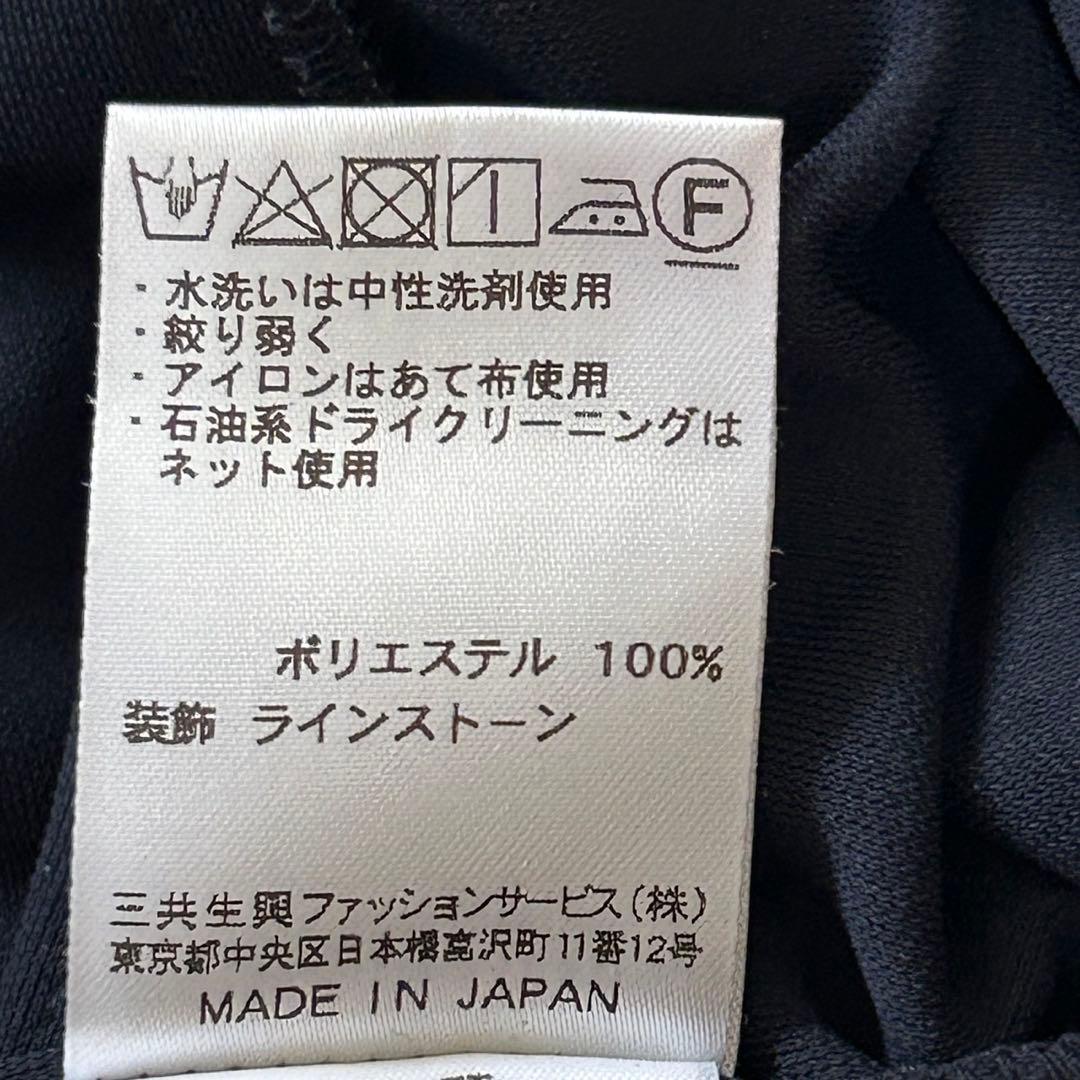 F
・水洗いは中性洗剤使用
・絞り弱く
・アイロンはあて布使用
・石油系ドライクリーニングは
ネット使用
ポリエステル 100%
装飾 ラインストーン
三共生興ファッションサービス(株)
東京都中央区日本橋富沢町11番12号
MADE IN JAPAN